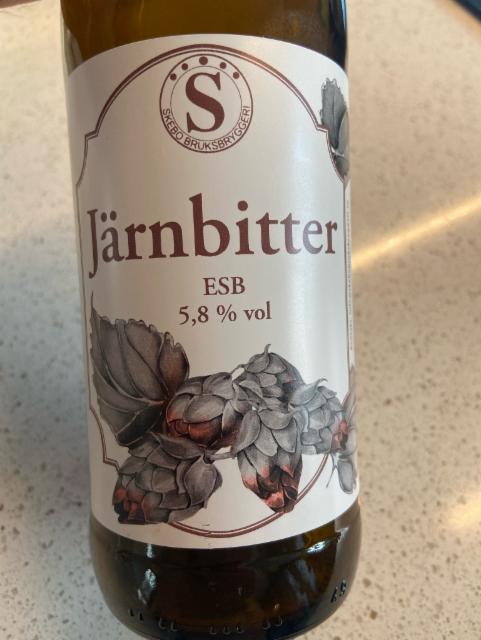 S
SKEBO BRUKSBRYGGERI
Järnbitter
ESB
5,8 % vol